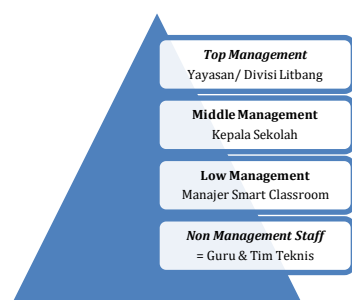 Top Management
Yayasan/ Divisi Litbang
Middle Management
Kepala Sekolah
Low Management
Manajer Smart Classroom
Non Management Staff
= Guru & Tim Teknis